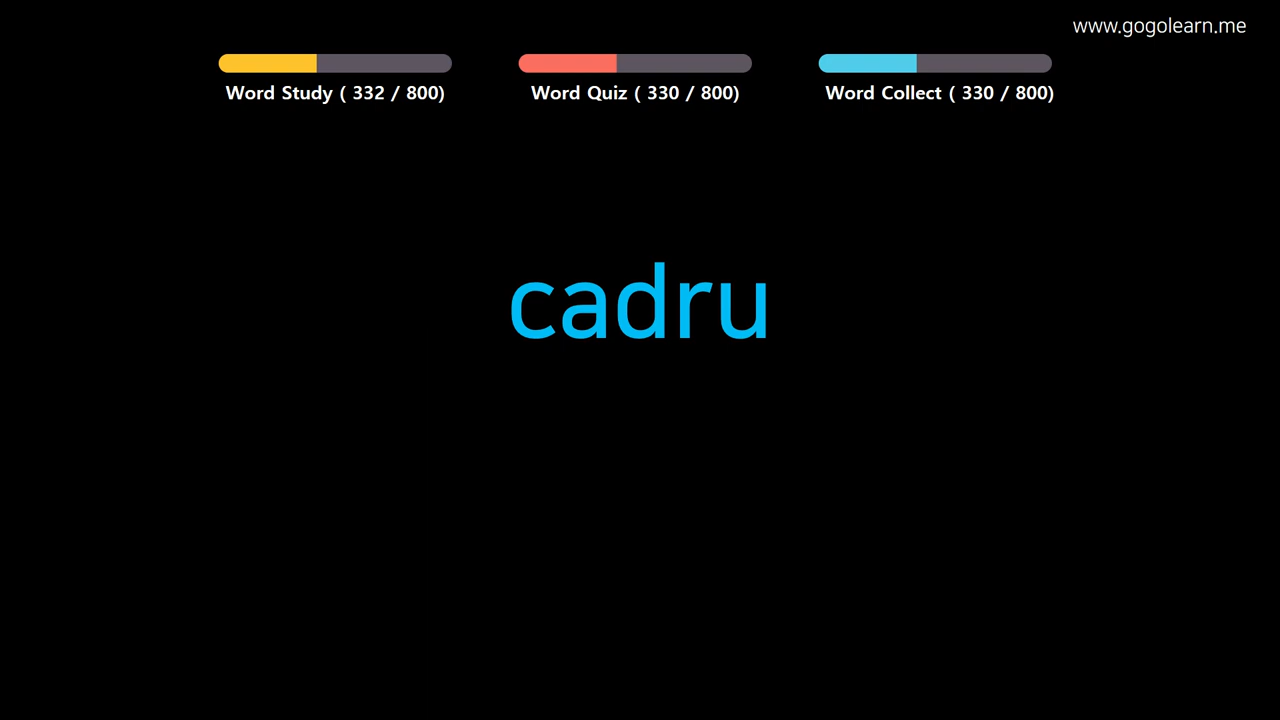 www.gogolearn.me
Word Study ( 332 / 800)
Word Quiz ( 330 / 800)
Word Collect ( 330 / 800)
cadru